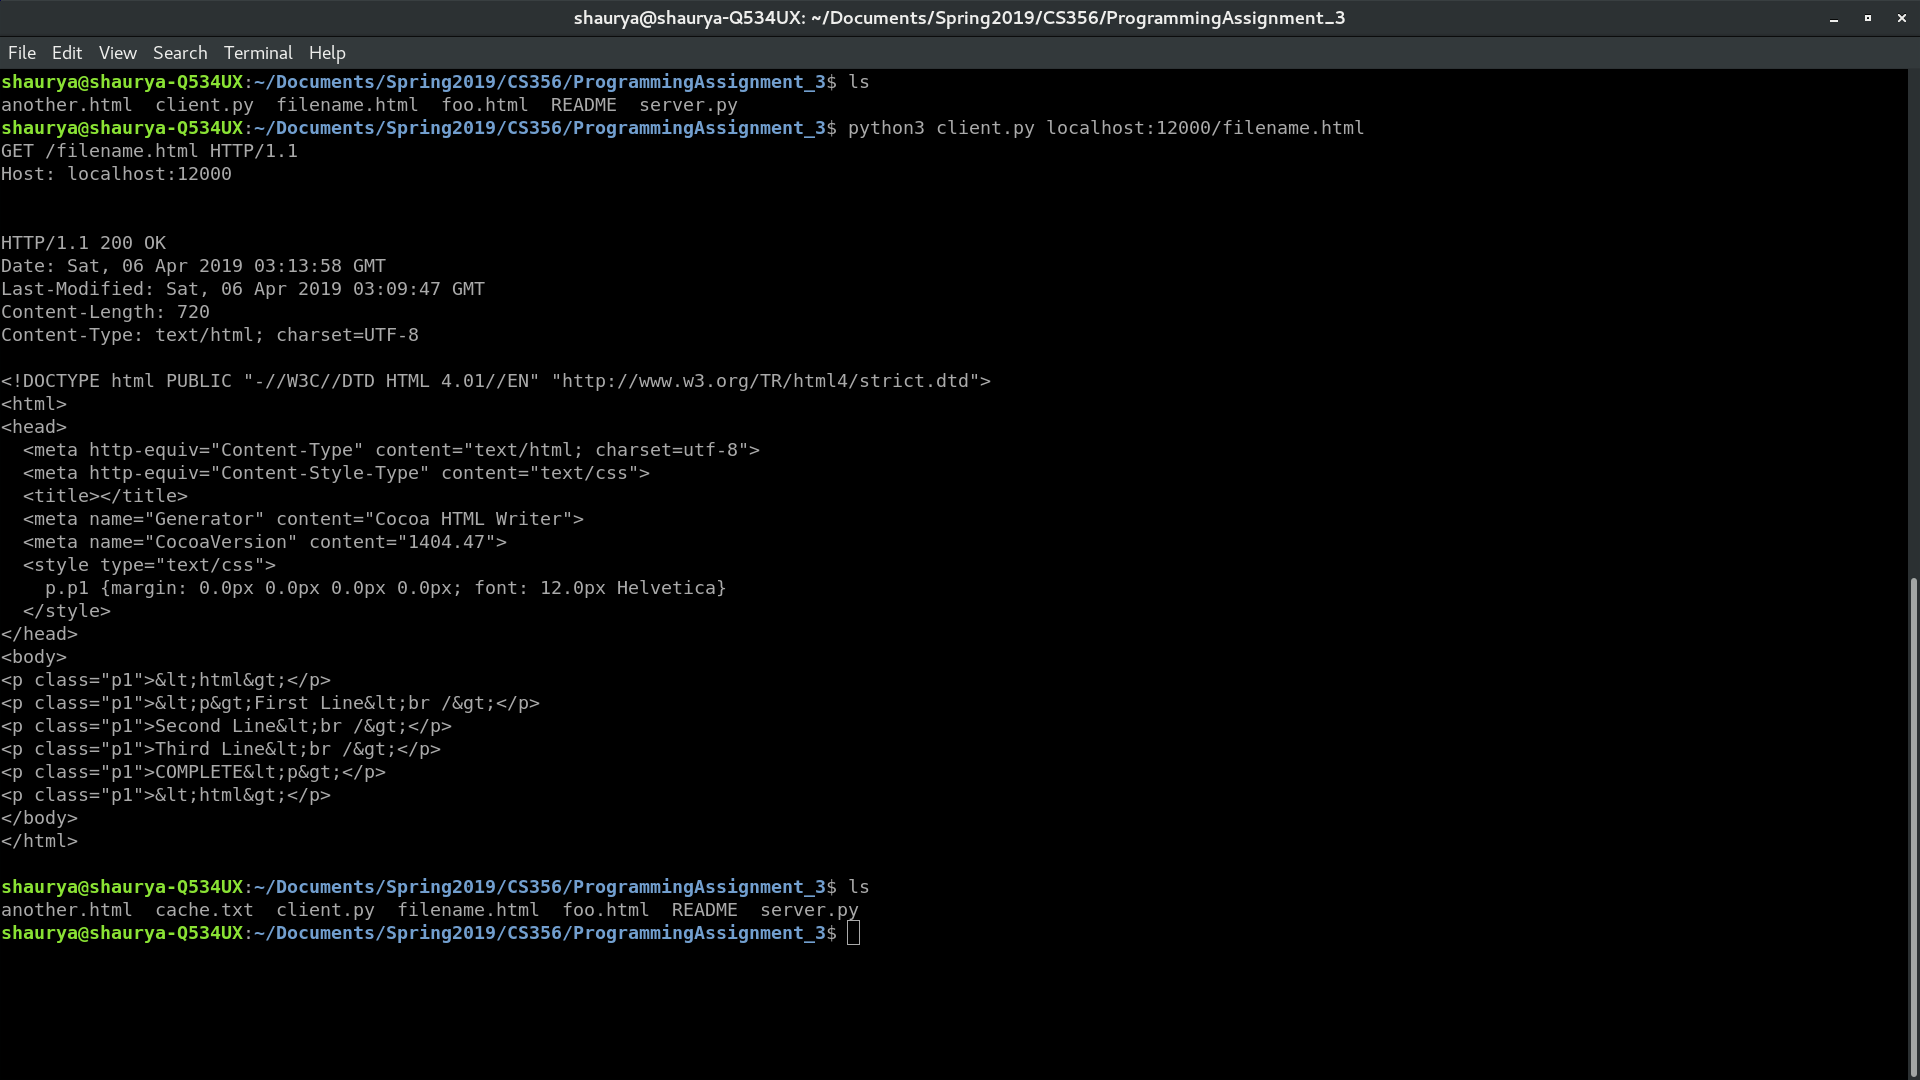 shaurya@shaurya-Q534UX: ~/Documents/Spring2019/CS356/ProgrammingAssignment_3
File Edit View Search Terminal Help
shaurya@shaurya-Q534UX:~/Documents/Spring2019/CS356/ProgrammingAssignment_3$ ls
another.html  client.py  filename.html  foo.html  README  server.py
shaurya@shaurya-Q534UX:~/Documents/Spring2019/CS356/ProgrammingAssignment_3$ python3 client.py localhost:12000/filename.html
GET /filename.html HTTP/1.1
Host: localhost:12000
HTTP/1.1 200 OK
Date: Sat, 06 Apr 2019 03:13:58 GMT
Last-Modified: Sat, 06 Apr 2019 03:09:47 GMT
Content-Length: 720
Content-Type: text/html; charset=UTF-8
<!DOCTYPE html PUBLIC "-//W3C//DTD HTML 4.01//EN" "http://www.w3.org/TR/html4/strict.dtd">
<html>
<head>
  <meta http-equiv="Content-Type" content="text/html; charset=utf-8">
  <meta http-equiv="Content-Style-Type" content="text/css">
  <title></title>
  <meta name="Generator" content="Cocoa HTML Writer">
  <meta name="CocoaVersion" content="1404.47">
  <style type="text/css">
    p.p1 {margin: 0.0px 0.0px 0.0px 0.0px; font: 12.0px Helvetica}
  </style>
</head>
<body>
<p class="p1">&lt;html&gt;</p>
<p class="p1">&lt;p&gt;First Line&lt;br /&gt;</p>
<p class="p1">Second Line&lt;br /&gt;</p>
<p class="p1">Third Line&lt;br /&gt;</p>
<p class="p1">COMPLETE&lt;p&gt;</p>
<p class="p1">&lt;html&gt;</p>
</body>
</html>
shaurya@shaurya-Q534UX:~/Documents/Spring2019/CS356/ProgrammingAssignment_3$ ls
another.html  cache.txt  client.py  filename.html  foo.html  README  server.py
shaurya@shaurya-Q534UX:~/Documents/Spring2019/CS356/ProgrammingAssignment_3$